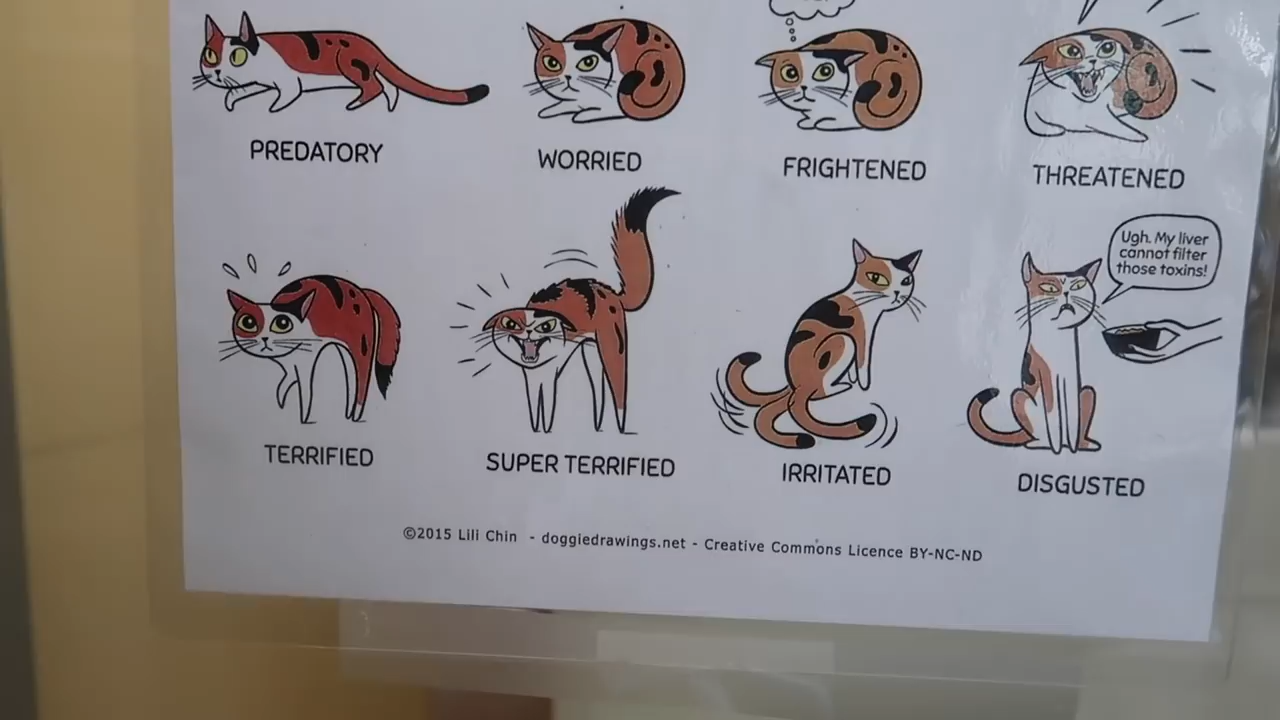 PREDATORY
WORRIED
FRIGHTENED
THREATENED
Ugh. My liver
cannot filter
those toxins!
TERRIFIED
SUPER TERRIFIED
IRRITATED
DISGUSTED
©2015 Lili Chin - doggiedrawings.net - Creative Commons Licence BY-NC-ND